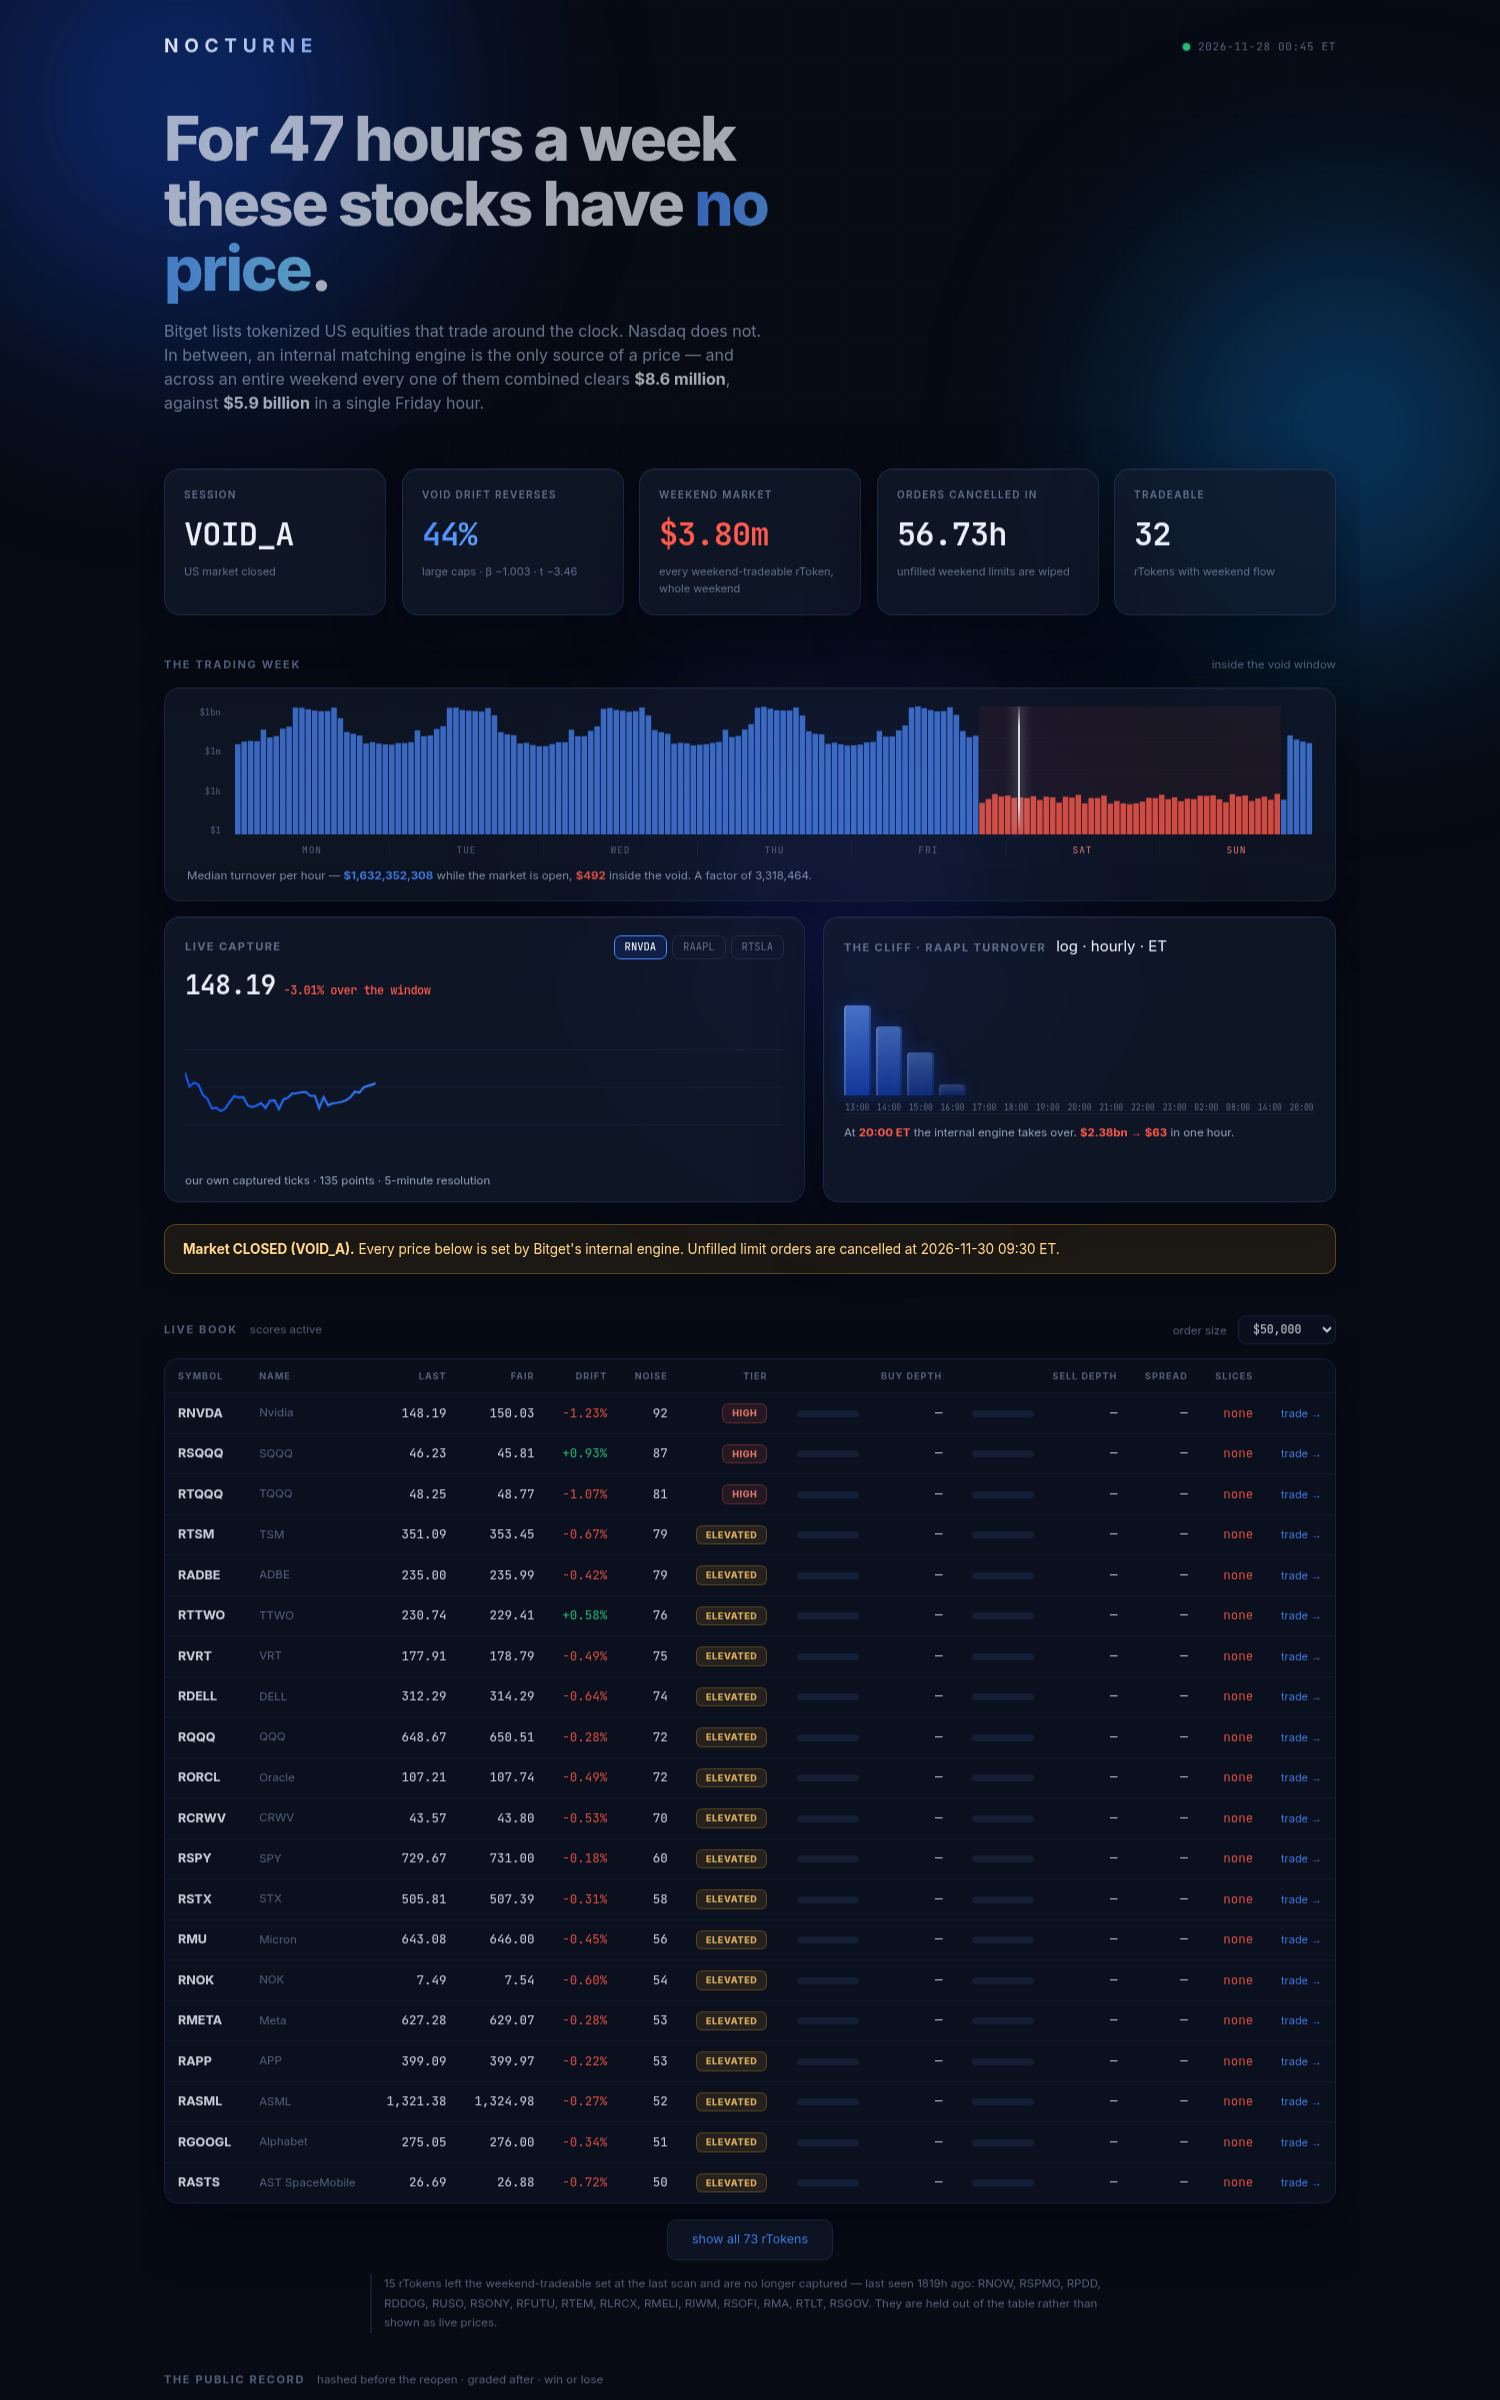 NOCTURNE
2026-11-28 00:45 ET
For 47 hours a week
these stocks have no
price.
Bitget lists tokenized US equities that trade around the clock. Nasdaq does not.
In between, an internal matching engine is the only source of a price — and
across an entire weekend every one of them combined clears $8.6 million,
against $5.9 billion in a single Friday hour.
SESSION
VOID_A
US market closed
VOID DRIFT REVERSES
44%
large caps · β −1.003 · t −3.46
WEEKEND MARKET
$3.80m
every weekend-tradeable rToken,
whole weekend
ORDERS CANCELLED IN
56.73h
unfilled weekend limits are wiped
TRADEABLE
32
rTokens with weekend flow
THE TRADING WEEK
inside the void window
$1bn
$1m
$1k
$1
MON TUE WED THU FRI SAT SUN
Median turnover per hour — $1,632,352,308 while the market is open, $492 inside the void. A factor of 3,318,464.
LIVE CAPTURE
RNVDA RAAPL RTSLA
148.19 -3.01% over the window
our own captured ticks · 135 points · 5-minute resolution
THE CLIFF · RAAPL TURNOVER log · hourly · ET
13:00 14:00 15:00 16:00 17:00 18:00 19:00 20:00 21:00 22:00 23:00 02:00 08:00 14:00 20:00
At 20:00 ET the internal engine takes over. $2.38bn → $63 in one hour.
Market CLOSED (VOID_A). Every price below is set by Bitget's internal engine. Unfilled limit orders are cancelled at 2026-11-30 09:30 ET.
LIVE BOOK scores active
order size $50,000
SYMBOL NAME LAST FAIR DRIFT NOISE TIER BUY DEPTH SELL DEPTH SPREAD SLICES
RNVDA Nvidia 148.19 150.03 -1.23% 92 HIGH — — — none trade →
RSQQQ SQQQ 46.23 45.81 +0.93% 87 HIGH — — — none trade →
RTQQQ TQQQ 48.25 48.77 -1.07% 81 HIGH — — — none trade →
RTSM TSM 351.09 353.45 -0.67% 79 ELEVATED — — — none trade →
RADBE ADBE 235.00 235.99 -0.42% 79 ELEVATED — — — none trade →
RTTWO TTWO 230.74 229.41 +0.58% 76 ELEVATED — — — none trade →
RVRT VRT 177.91 178.79 -0.49% 75 ELEVATED — — — none trade →
RDELL DELL 312.29 314.29 -0.64% 74 ELEVATED — — — none trade →
RQQQ QQQ 648.67 650.51 -0.28% 72 ELEVATED — — — none trade →
RORCL Oracle 107.21 107.74 -0.49% 72 ELEVATED — — — none trade →
RCRWV CRWV 43.57 43.80 -0.53% 70 ELEVATED — — — none trade →
RSPY SPY 729.67 731.00 -0.18% 60 ELEVATED — — — none trade →
RSTX STX 505.81 507.39 -0.31% 58 ELEVATED — — — none trade →
RMU Micron 643.08 646.00 -0.45% 56 ELEVATED — — — none trade →
RNOK NOK 7.49 7.54 -0.60% 54 ELEVATED — — — none trade →
RMETA Meta 627.28 629.07 -0.28% 53 ELEVATED — — — none trade →
RAPP APP 399.09 399.97 -0.22% 53 ELEVATED — — — none trade →
RASML ASML 1,321.38 1,324.98 -0.27% 52 ELEVATED — — — none trade →
RGOOGL Alphabet 275.05 276.00 -0.34% 51 ELEVATED — — — none trade →
RASTS AST SpaceMobile 26.69 26.88 -0.72% 50 ELEVATED — — — none trade →
show all 73 rTokens
15 rTokens left the weekend-tradeable set at the last scan and are no longer captured — last seen 1819h ago: RNOW, RSPMO, RPDD,
RDDOG, RUSO, RSONY, RFUTU, RTEM, RLRCX, RMELI, RIWM, RSOFI, RMA, RTLT, RSGOV. They are held out of the table rather than
shown as live prices.
THE PUBLIC RECORD hashed before the reopen · graded after · win or lose